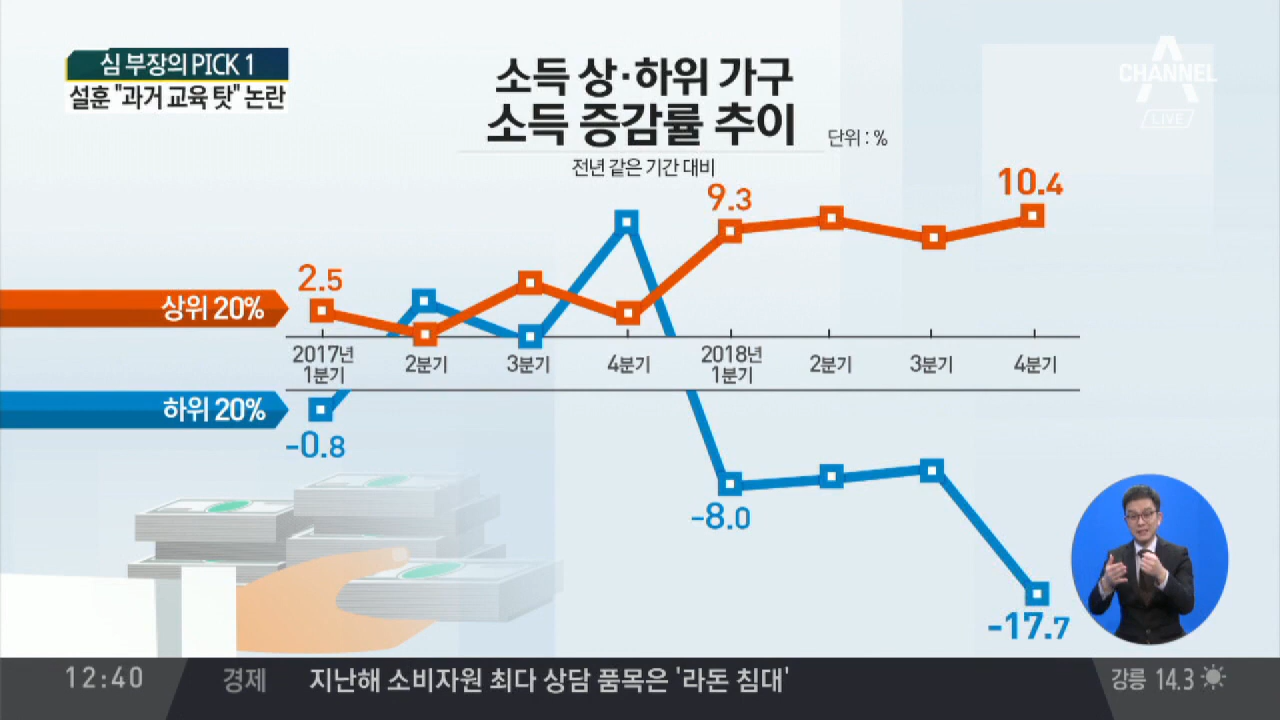 심 부장의 PICK 1
설훈 "과거 교육 탓" 논란
소득 상·하위 가구
소득 증감률 추이
단위 : %
전년 같은 기간 대비
CHANNEL A
LIVE
9.3
10.4
2.5
상위 20%
2017년 1분기
2분기
3분기
4분기
2018년 1분기
2분기
3분기
4분기
하위 20%
-0.8
-8.0
-17.7
12:40
경제
지난해 소비자원 최다 상담 품목은 '라돈 침대'
강릉 14.3